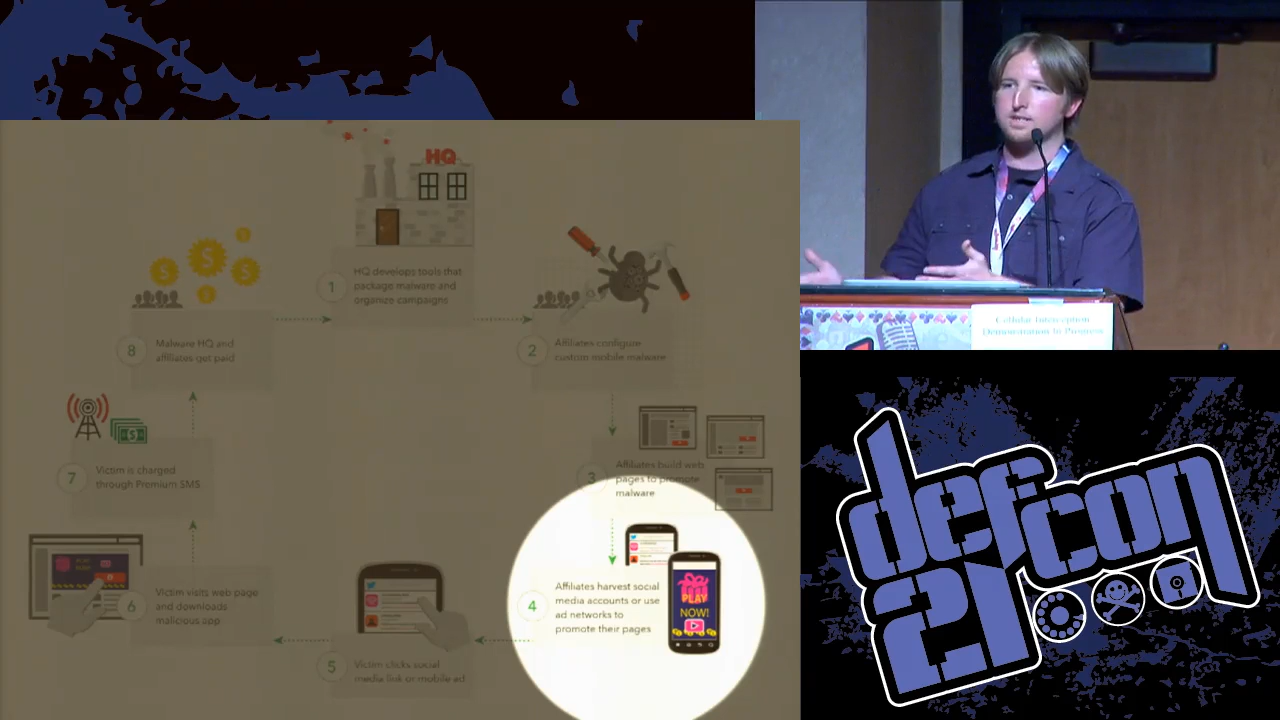 HQ
1
HQ develops tools that
package malware and
organize campaigns
2
Affiliates configure
custom mobile malware
3
Affiliates build web
pages to promote
malware
4
Affiliates harvest social
media accounts or use
ad networks to
promote their pages
PLAY
NOW!
5
Victim clicks social
media link or mobile ad
6
Victim visits web page
and downloads
malicious app
7
Victim is charged
through Premium SMS
8
Malware HQ and
affiliates get paid
Cellular Interception
Demonstration In Progress
defcon
21